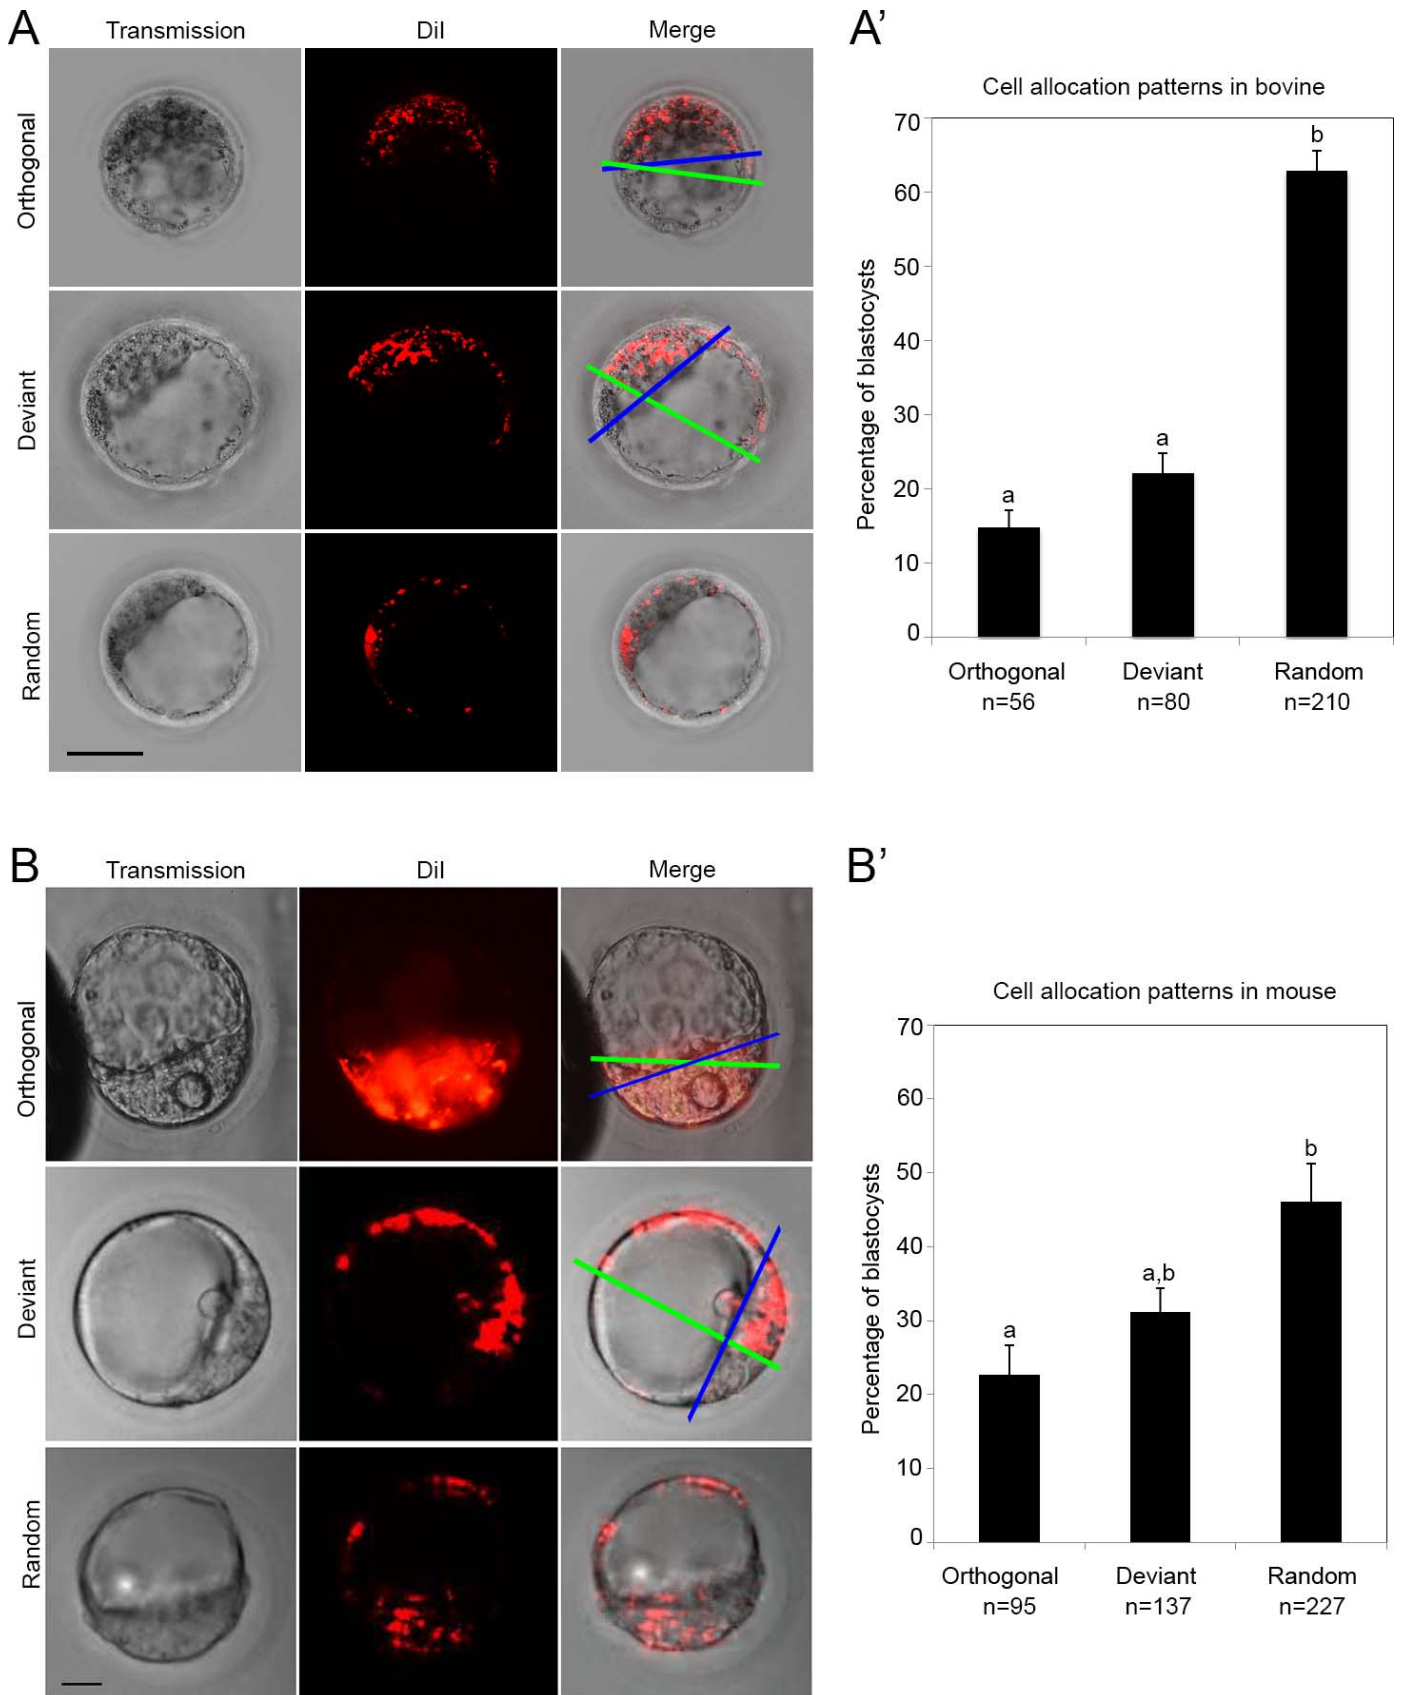 A
Transmission
DiI
Merge
Orthogonal
Deviant
Random
A’
Cell allocation patterns in bovine
Percentage of blastocysts
70
60
50
40
30
20
10
0
a
a
b
Orthogonal
Deviant
Random
n=56
n=80
n=210
B
Transmission
DiI
Merge
Orthogonal
Deviant
Random
B’
Cell allocation patterns in mouse
Percentage of blastocysts
70
60
50
40
30
20
10
0
a
a,b
b
Orthogonal
Deviant
Random
n=95
n=137
n=227